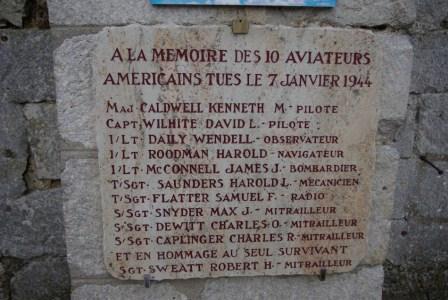 A LA MEMOIRE DES 10 AVIATEURS
AMERICAINS TUES LE 7 JANVIER 1944
MAJ CALDWELL KENNETH M - PILOTE
CAPT WILHITE DAVID L. - PILOTE
1/LT DAILY WENDELL - OBSERVATEUR
1/LT ROODMAN HAROLD - NAVIGATEUR
1/LT McCONNELL JAMES J - BOMBARDIER
T/SGT SAUNDERS HAROLD L. - MECANICIEN
T/SGT FLATTER SAMUEL F - RADIO
S/SGT SNYDER MAX J - MITRAILLEUR
S/SGT DEWITT CHARLES O - MITRAILLEUR
S/SGT CAPLINGER CHARLES R - MITRAILLEUR
ET EN HOMMAGE AU SEUL SURVIVANT
SGT SWEATT ROBERT H - MITRAILLEUR